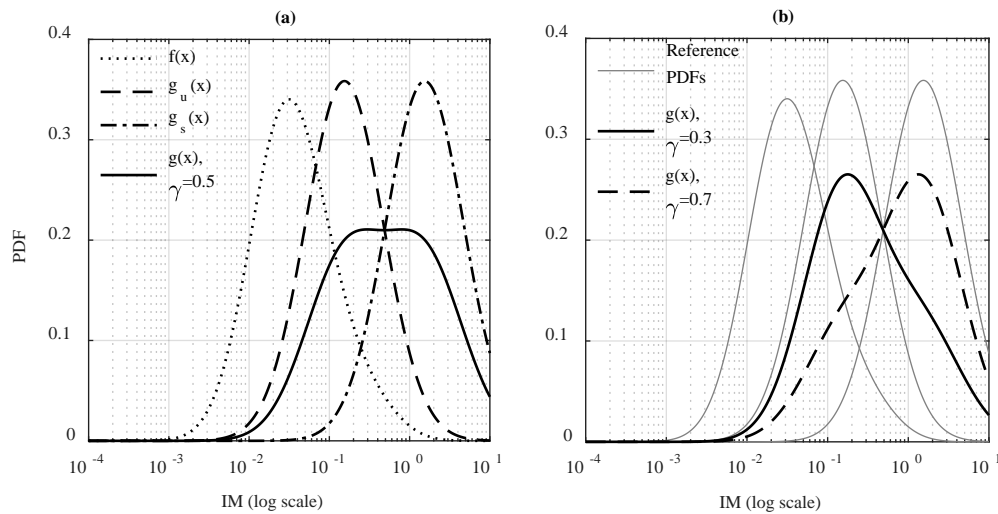 (a)
0.4
0.3
0.2
0.1
0
PDF
f(x)
g u (x)
g s (x)
g(x),
γ=0.5
10 -4
10 -3
10 -2
10 -1
10 0
10 1
IM (log scale)
(b)
0.4
0.3
0.2
0.1
0
Reference
PDFs
g(x),
γ=0.3
g(x),
γ=0.7
10 -4
10 -3
10 -2
10 -1
10 0
10 1
IM (log scale)